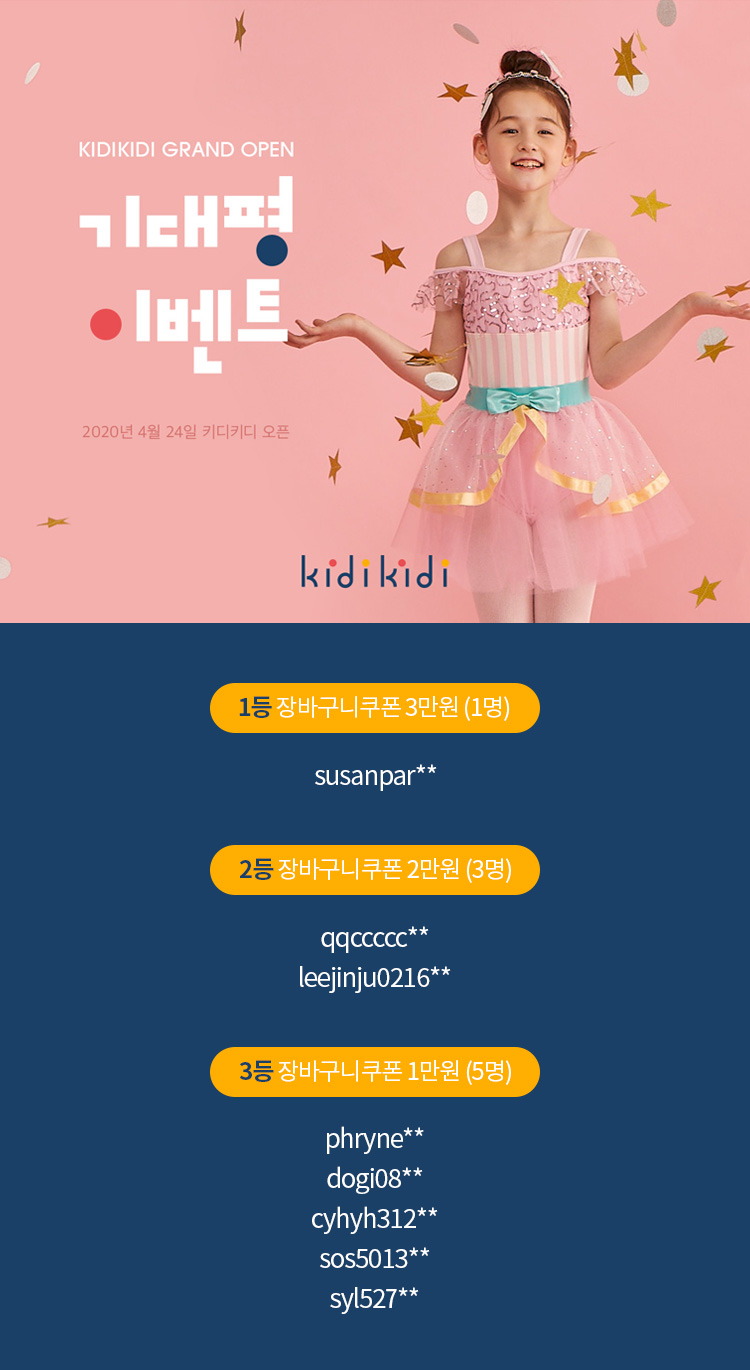 KIDIKIDI GRAND OPEN
기대평
이벤트
2020년 4월 24일 키디키디 오픈
kidikidi
1등 장바구니쿠폰 3만원 (1명)
susanpar**
2등 장바구니쿠폰 2만원 (3명)
qqccccc**
leejinju0216**
3등 장바구니쿠폰 1만원 (5명)
phryne**
dogi08**
cyhyh312**
sos5013**
syl527**